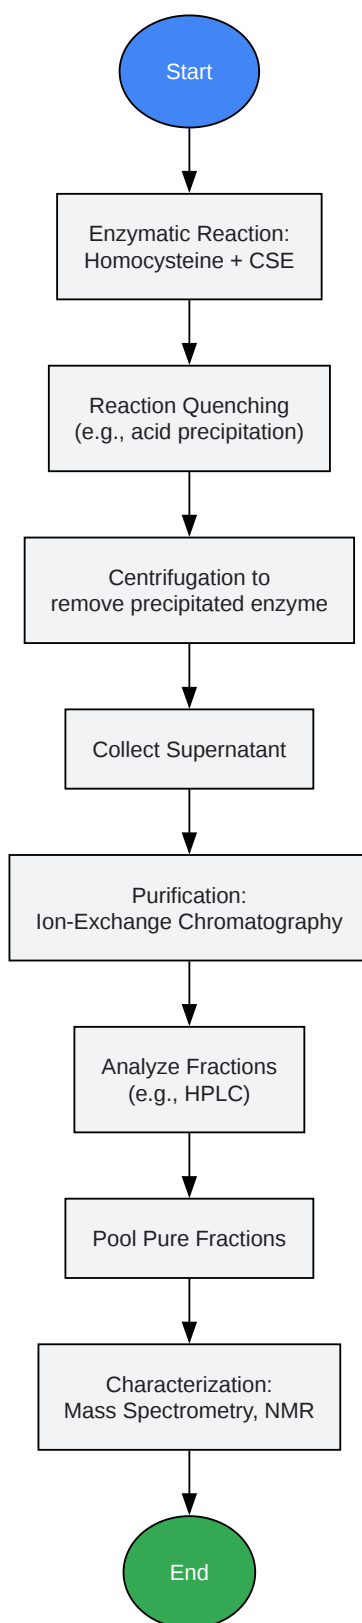 Start
Enzymatic Reaction:
Homocysteine + CSE
Reaction Quenching
(e.g., acid precipitation)
Centrifugation to
remove precipitated enzyme
Collect Supernatant
Purification:
Ion-Exchange Chromatography
Analyze Fractions
(e.g., HPLC)
Pool Pure Fractions
Characterization:
Mass Spectrometry, NMR
End